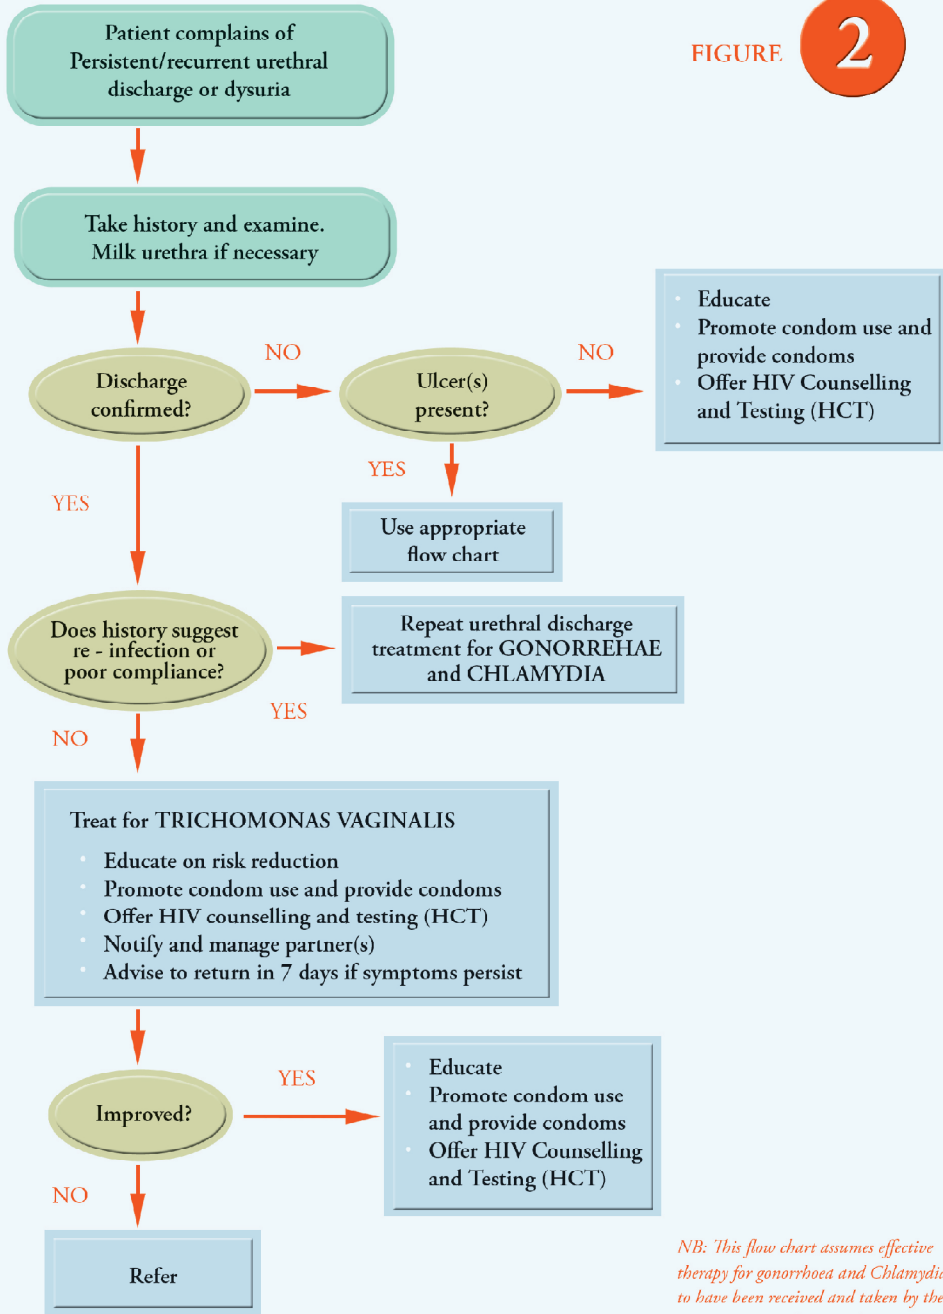 Patient complains of
Persistent/recurrent urethral
discharge or dysuria
FIGURE 2
Take history and examine.
Milk urethra if necessary
Discharge
confirmed?
NO
Ulcer(s)
present?
NO
• Educate
• Promote condom use and
provide condoms
• Offer HIV Counselling
and Testing (HCT)
YES
Use appropriate
flow chart
YES
Does history suggest
re - infection or
poor compliance?
YES
Repeat urethral discharge
treatment for GONORREHAE
and CHLAMYDIA
NO
Treat for TRICHOMONAS VAGINALIS
• Educate on risk reduction
• Promote condom use and provide condoms
• Offer HIV counselling and testing (HCT)
• Notify and manage partner(s)
• Advise to return in 7 days if symptoms persist
Improved?
YES
• Educate
• Promote condom use
and provide condoms
• Offer HIV Counselling
and Testing (HCT)
NO
Refer
NB: This flow chart assumes effective
therapy for gonorrhoea and Chlamydia
to have been received and taken by the